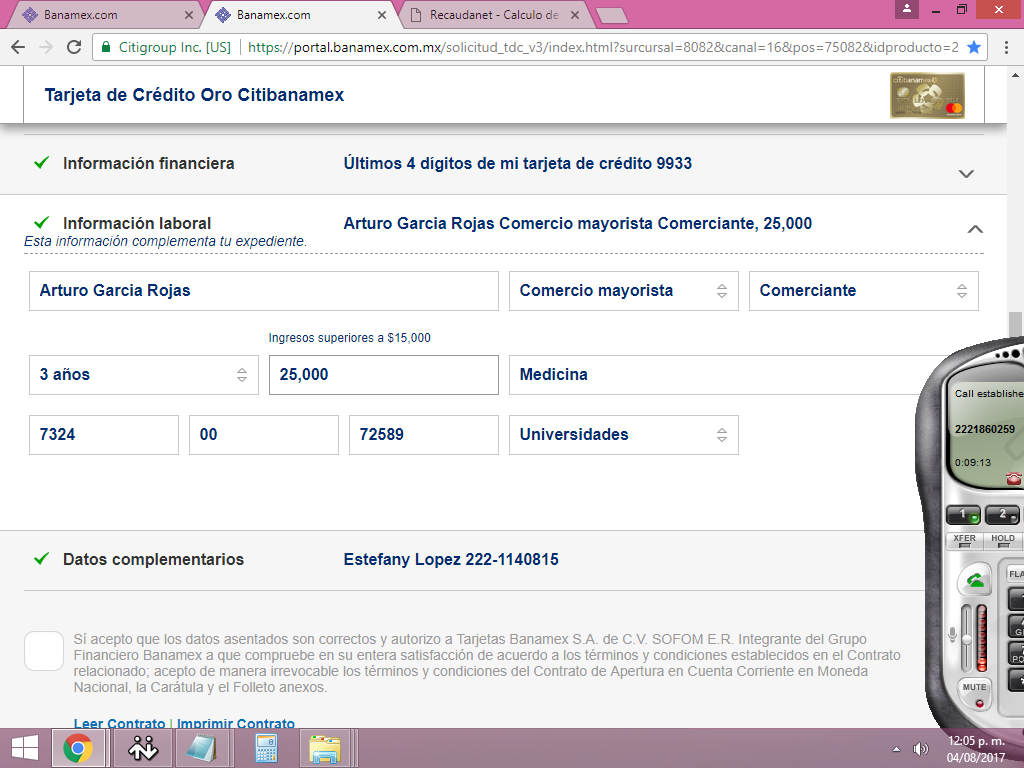 Banamex.com
Banamex.com
Recaudanet - Calculo de
Citigroup Inc. [US]
https://portal.banamex.com.mx/solicitud_tdc_v3/index.html?surcursal=8082&canal=16&pos=75082&idproducto=2
Tarjeta de Crédito Oro Citibanamex
citibanamex
Información financiera
Últimos 4 dígitos de mi tarjeta de crédito 9933
Información laboral
Arturo Garcia Rojas Comercio mayorista Comerciante, 25,000
Esta información complementa tu expediente.
Arturo Garcia Rojas
Comercio mayorista
Comerciante
Ingresos superiores a $15,000
3 años
25,000
Medicina
7324
00
72589
Universidades
Call establishe
2221860259
0:09:13
1
2
XFER
HOLD
FLA
MUTE
Datos complementarios
Estefany Lopez 222-1140815
Sí acepto que los datos asentados son correctos y autorizo a Tarjetas Banamex S.A. de C.V. SOFOM E.R. Integrante del Grupo
Financiero Banamex a que compruebe en su entera satisfacción de acuerdo a los términos y condiciones establecidos en el Contrato
relacionado; acepto de manera irrevocable los términos y condiciones del Contrato de Apertura en Cuenta Corriente en Moneda
Nacional, la Carátula y el Folleto anexos.
Leer Contrato | Imprimir Contrato
12:05 p. m.
04/08/2017